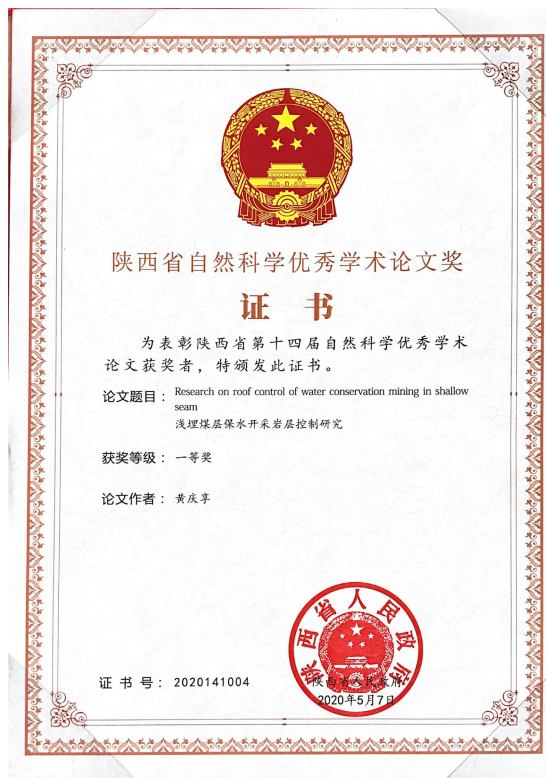 陕西省自然科学优秀学术论文奖
证 书
为表彰陕西省第十四届自然科学优秀学术
论文获奖者，特颁发此证书。
论文题目： Research on roof control of water conservation mining in shallow
seam
浅埋煤层保水开采岩层控制研究
获奖等级： 一等奖
论文作者： 黄庆享
陕西省人民政府
证 书 号： 2020141004
陕西省人民政府
2020年5月7日